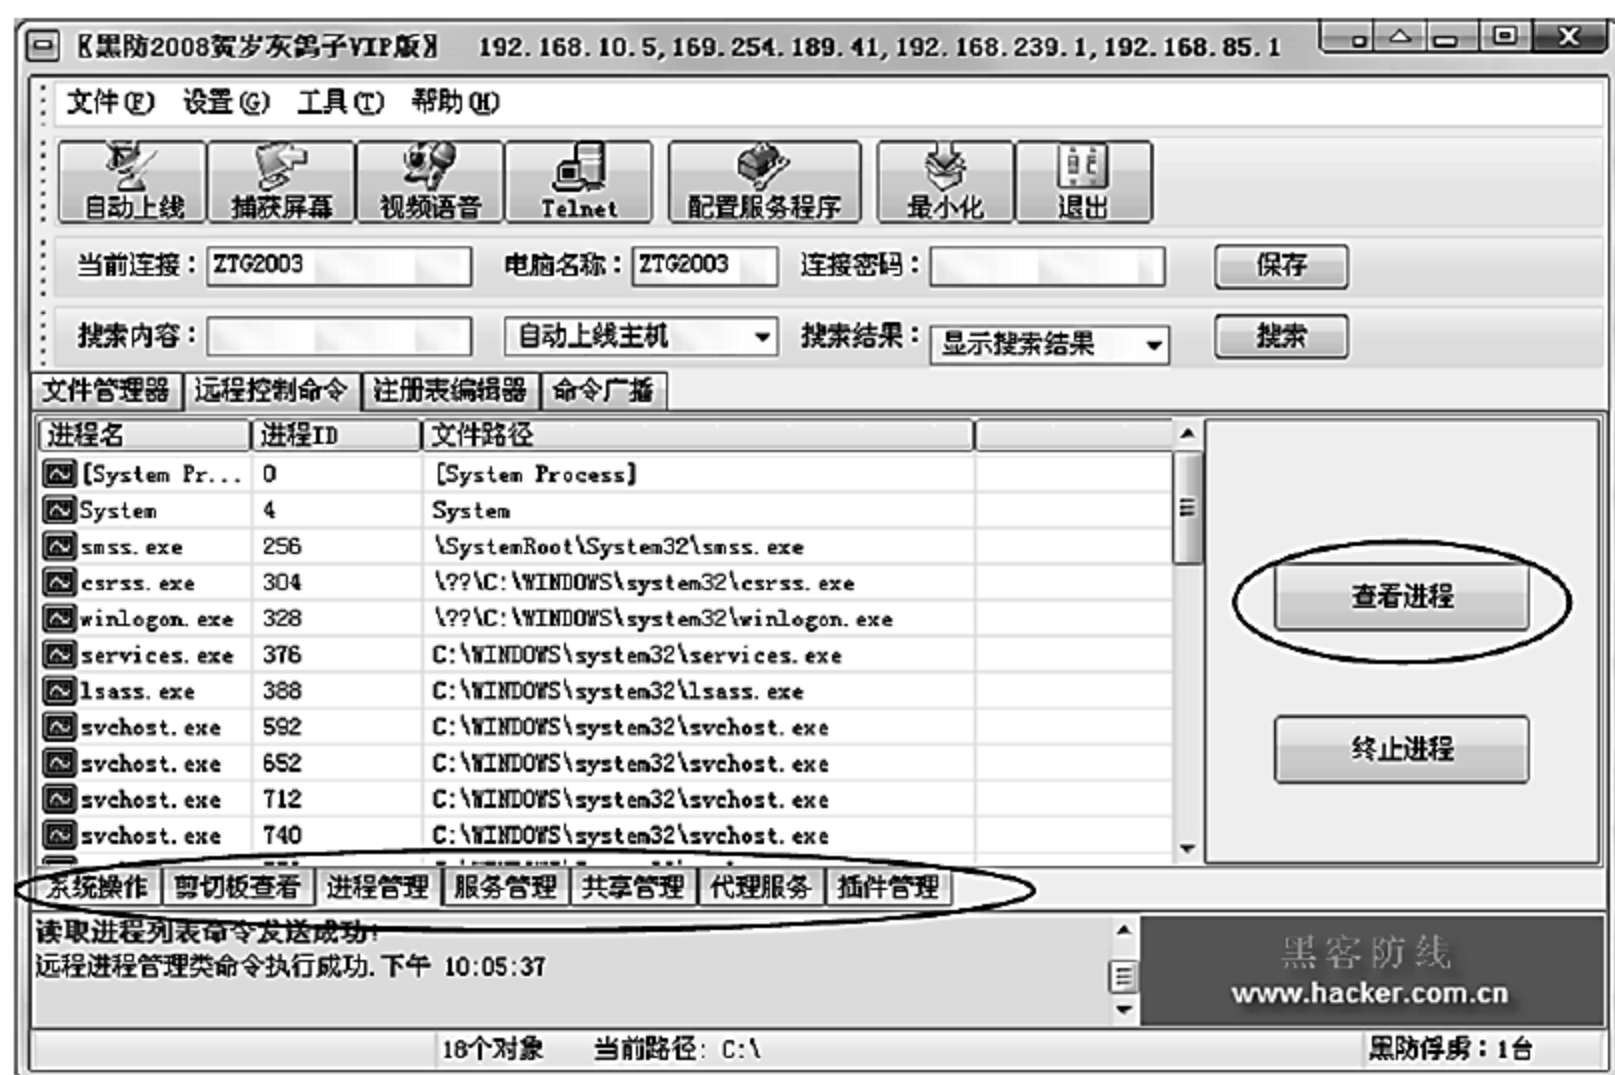 〖黑防2008贺岁灰鸽子VIP版〗 192.168.10.5,169.254.189.41,192.168.239.1,192.168.85.1
文件(F) 设置(G) 工具(T) 帮助(H)
自动上线 捕获屏幕 视频语音 Telnet 配置服务程序 最小化 退出
当前连接：ZTG2003 电脑名称：ZTG2003 连接密码： 保存
搜索内容： 自动上线主机 搜索结果：显示搜索结果 搜索
文件管理器 远程控制命令 注册表编辑器 命令广播
进程名 进程ID 文件路径
[System Pr... 0 [System Process]
System 4 System
smss.exe 256 \SystemRoot\System32\smss.exe
csrss.exe 304 \??\C:\WINDOWS\system32\csrss.exe
winlogon.exe 328 \??\C:\WINDOWS\system32\winlogon.exe
services.exe 376 C:\WINDOWS\system32\services.exe
lsass.exe 388 C:\WINDOWS\system32\lsass.exe
svchost.exe 592 C:\WINDOWS\system32\svchost.exe
svchost.exe 652 C:\WINDOWS\system32\svchost.exe
svchost.exe 712 C:\WINDOWS\system32\svchost.exe
svchost.exe 740 C:\WINDOWS\system32\svchost.exe
查看进程
终止进程
系统操作 剪切板查看 进程管理 服务管理 共享管理 代理服务 插件管理
读取进程列表命令发送成功!
远程进程管理类命令执行成功.下午 10:05:37
黑客防线
www.hacker.com.cn
18个对象 当前路径: C:\ 黑防俘虏：1台